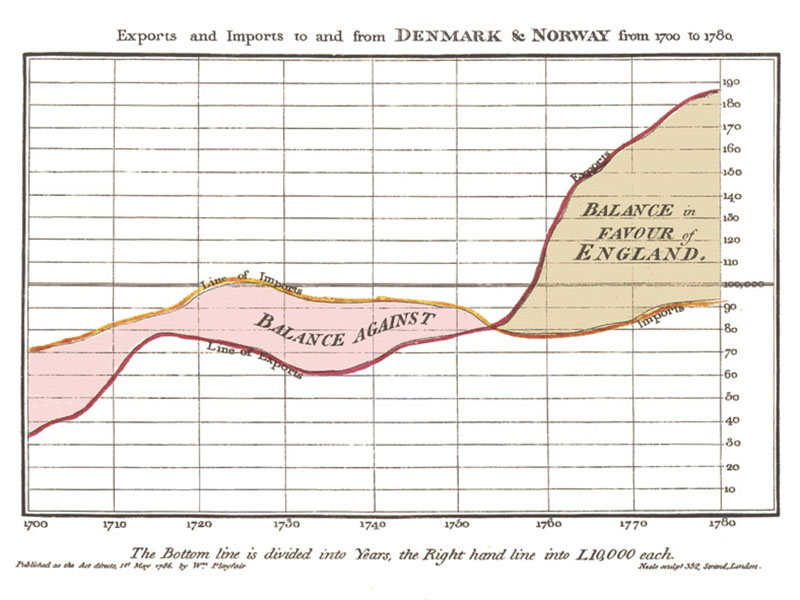 Exports and Imports to and from DENMARK & NORWAY from 1700 to 1780.
190
180
170
160
150
140
130
120
110
100,000
90
80
70
60
50
40
30
20
10
Exports
BALANCE in
FAVOUR of
ENGLAND.
Line of Imports
Imports
BALANCE AGAINST
Line of Exports
1700 1710 1720 1730 1740 1750 1760 1770 1780
The Bottom line is divided into Years, the Right hand line into L10,000 each.
Published as the Act directs, 1st May 1786. by Wm. Playfair
Neele sculpt 352, Strand, London.